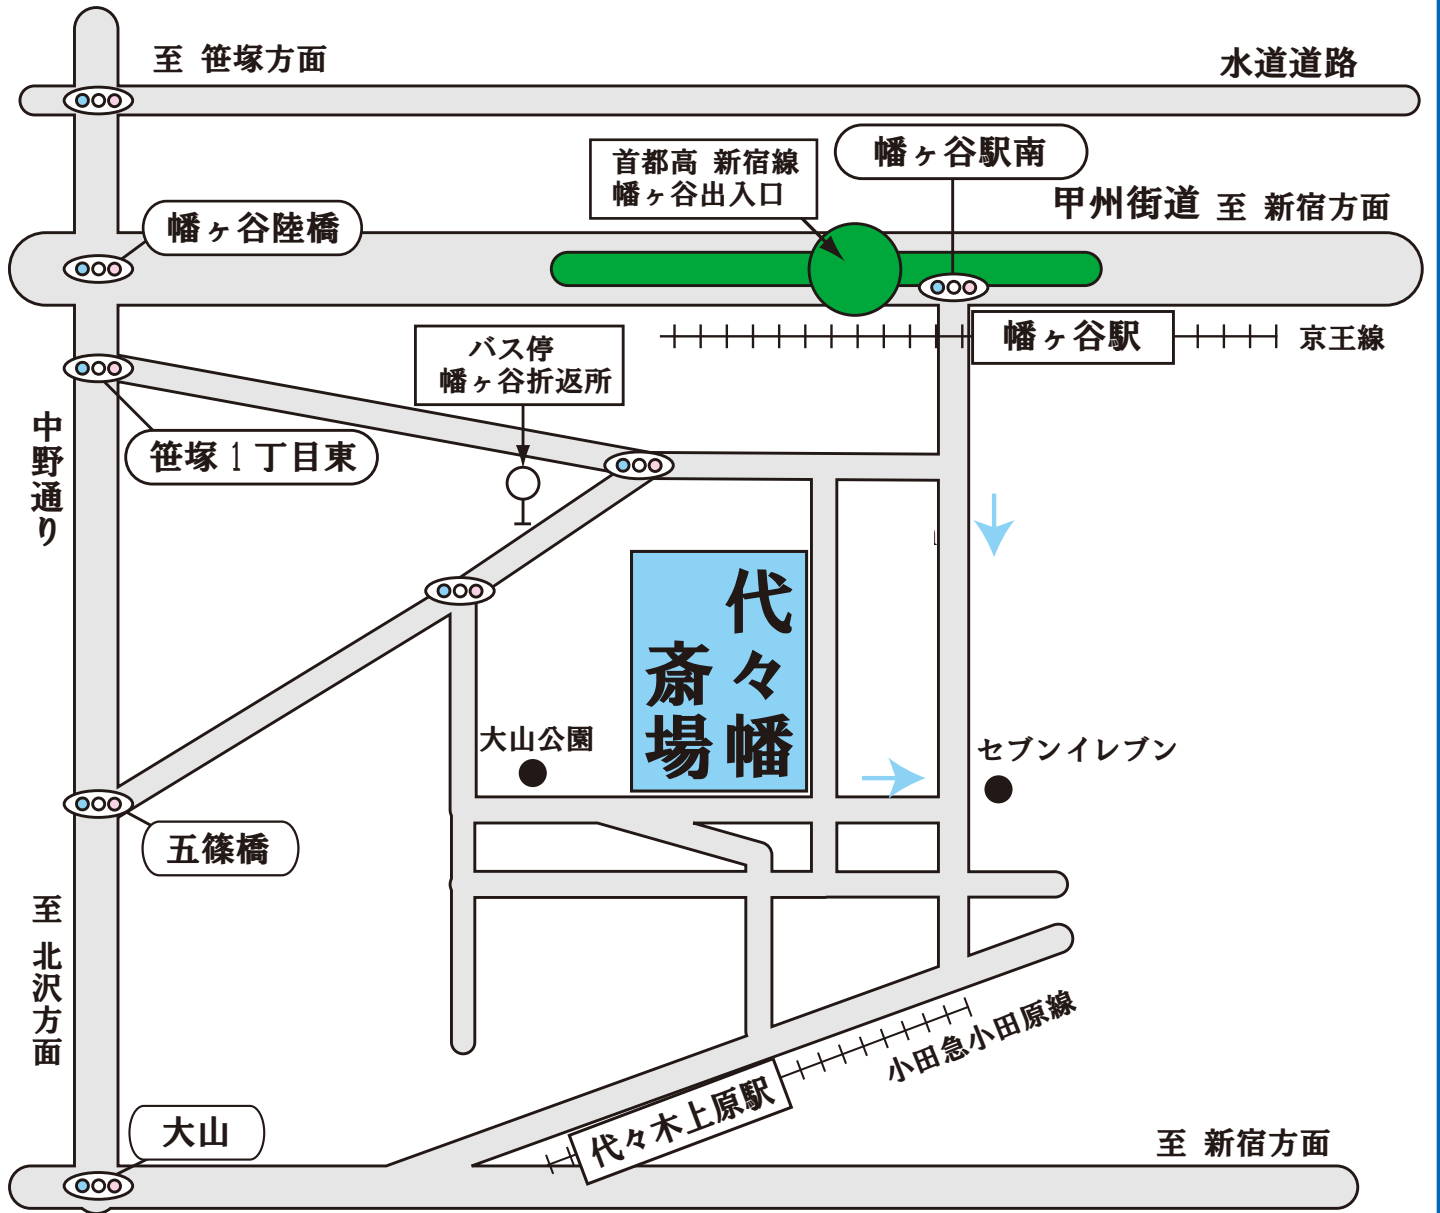 至 笹塚方面
水道道路
首都高 新宿線
幡ヶ谷出入口
幡ヶ谷駅南
甲州街道 至 新宿方面
幡ヶ谷陸橋
幡ヶ谷駅
京王線
バス停
幡ヶ谷折返所
中野通り
笹塚1丁目東
代々幡
斎場
大山公園
セブンイレブン
五篠橋
至 北沢方面
小田急小田原線
代々木上原駅
大山
至 新宿方面